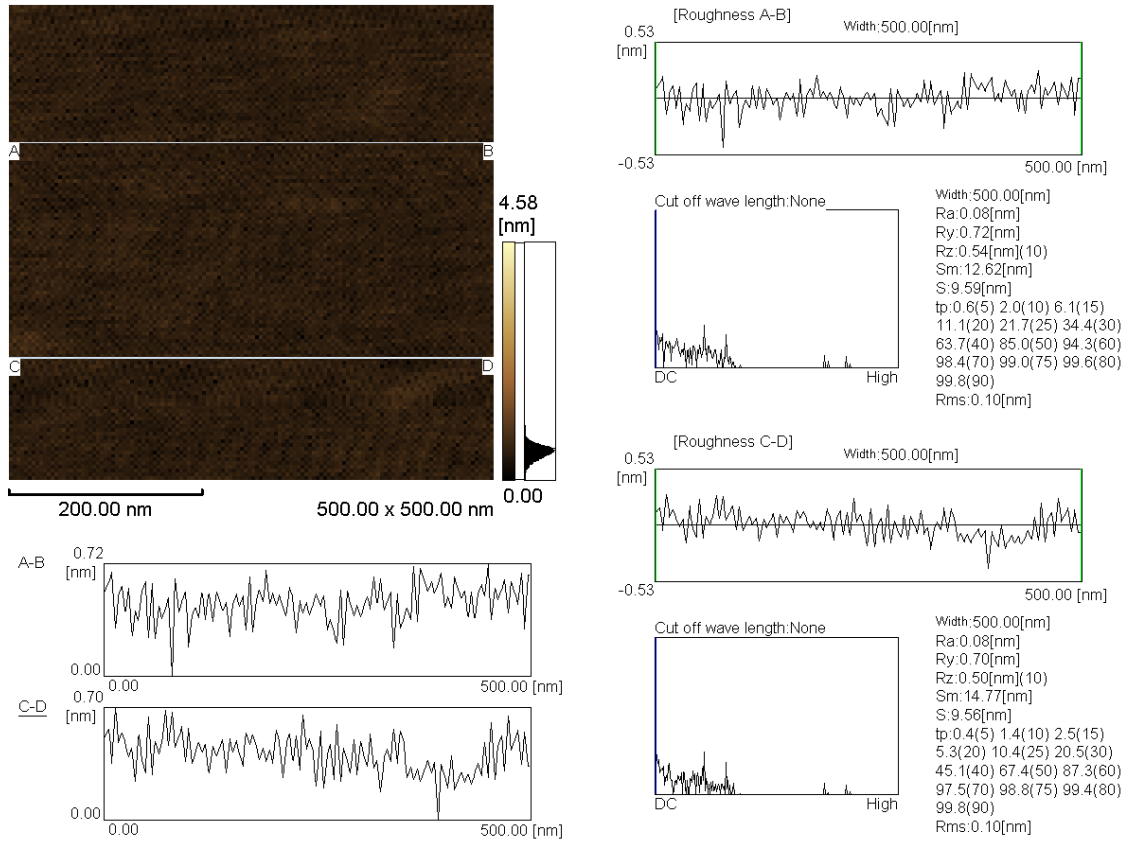 A
B
C
D
4.58
[nm]
0.00
200.00 nm
500.00 x 500.00 nm
A-B
0.72
[nm]
0.00
0.00
500.00 [nm]
C-D
0.70
[nm]
0.00
0.00
500.00 [nm]
[Roughness A-B]
Width:500.00[nm]
0.53
[nm]
-0.53
500.00 [nm]
Cut off wave length:None
DC
High
Width:500.00[nm]
Ra:0.08[nm]
Ry:0.72[nm]
Rz:0.54[nm](10)
Sm:12.62[nm]
S:9.59[nm]
tp:0.6(5) 2.0(10) 6.1(15)
11.1(20) 21.7(25) 34.4(30)
63.7(40) 85.0(50) 94.3(60)
98.4(70) 99.0(75) 99.6(80)
99.8(90)
Rms:0.10[nm]
[Roughness C-D]
Width:500.00[nm]
0.53
[nm]
-0.53
500.00 [nm]
Cut off wave length:None
DC
High
Width:500.00[nm]
Ra:0.08[nm]
Ry:0.70[nm]
Rz:0.50[nm](10)
Sm:14.77[nm]
S:9.56[nm]
tp:0.4(5) 1.4(10) 2.5(15)
5.3(20) 10.4(25) 20.5(30)
45.1(40) 67.4(50) 87.3(60)
97.5(70) 98.8(75) 99.4(80)
99.8(90)
Rms:0.10[nm]